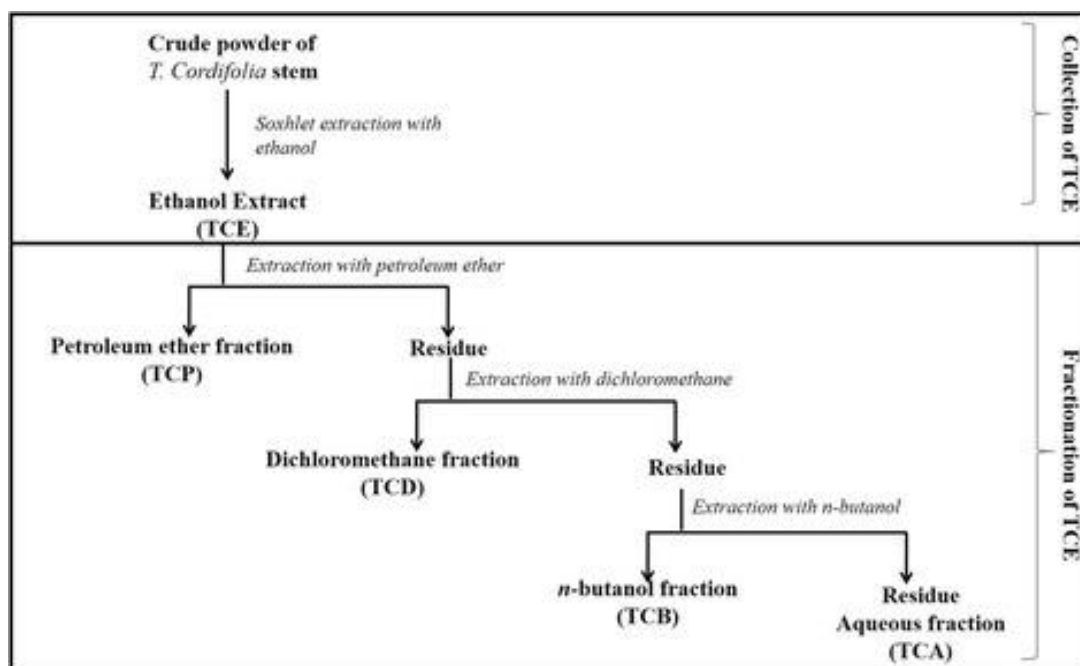 Crude powder of
T. Cordifolia stem
Soxhlet extraction with
ethanol
Ethanol Extract
(TCE)
Collection of TCE
Extraction with petroleum ether
Petroleum ether fraction
(TCP)
Residue
Extraction with dichloromethane
Dichloromethane fraction
(TCD)
Residue
Extraction with n-butanol
n-butanol fraction
(TCB)
Residue
Aqueous fraction
(TCA)
Fractionation of TCE